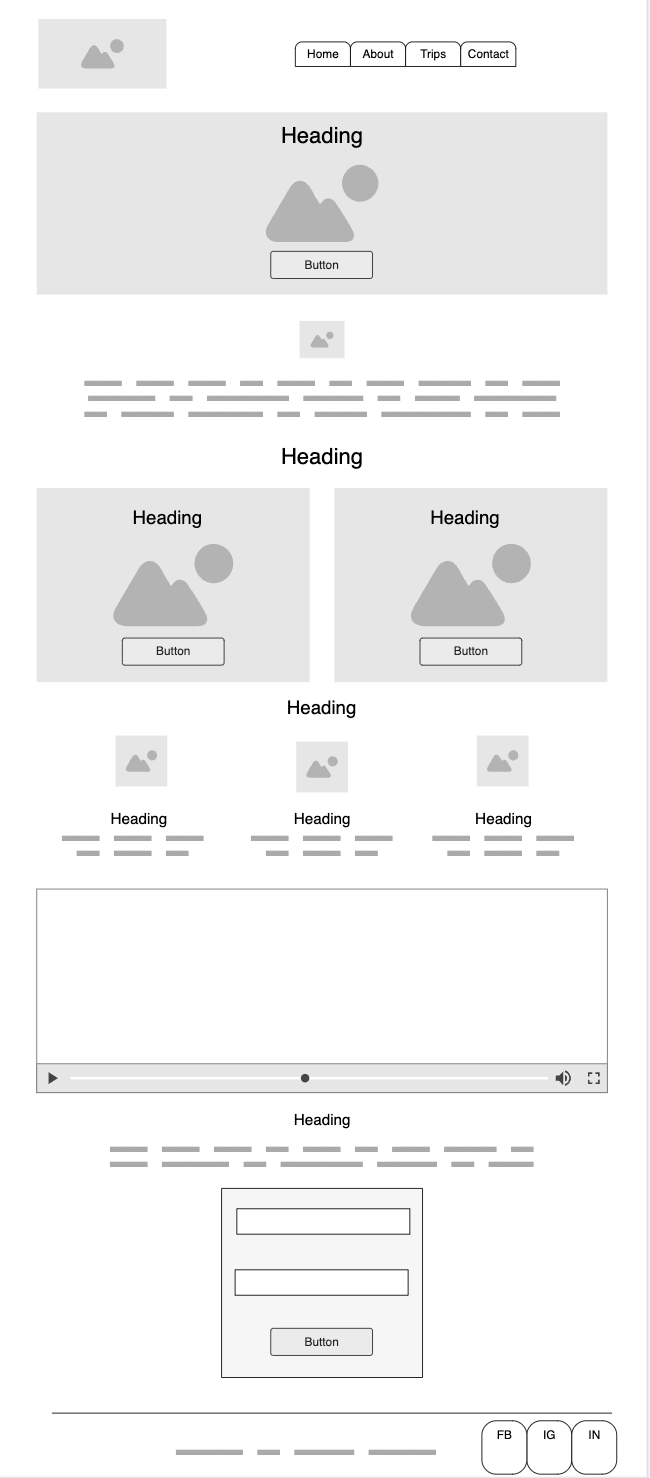 Home About Trips Contact
Heading
Button
Heading
Heading Heading
Button Button
Heading
Heading Heading Heading
Heading
Button
FB IG IN